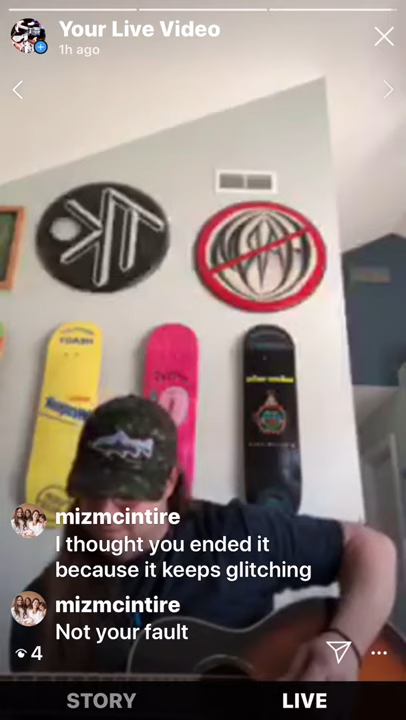 Your Live Video
1h ago
mizmcintire
I thought you ended it
because it keeps glitching
mizmcintire
Not your fault
4
STORY
LIVE